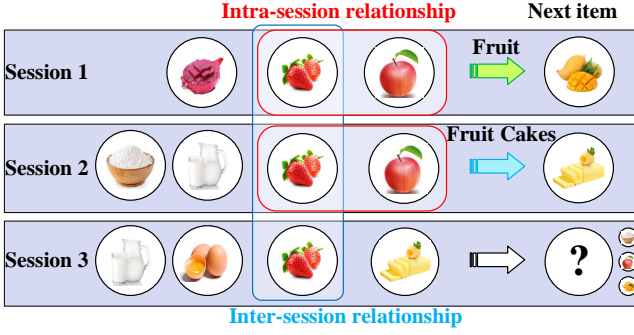 Intra-session relationship
Next item
Session 1
Fruit
Session 2
Fruit Cakes
Session 3
?
Inter-session relationship